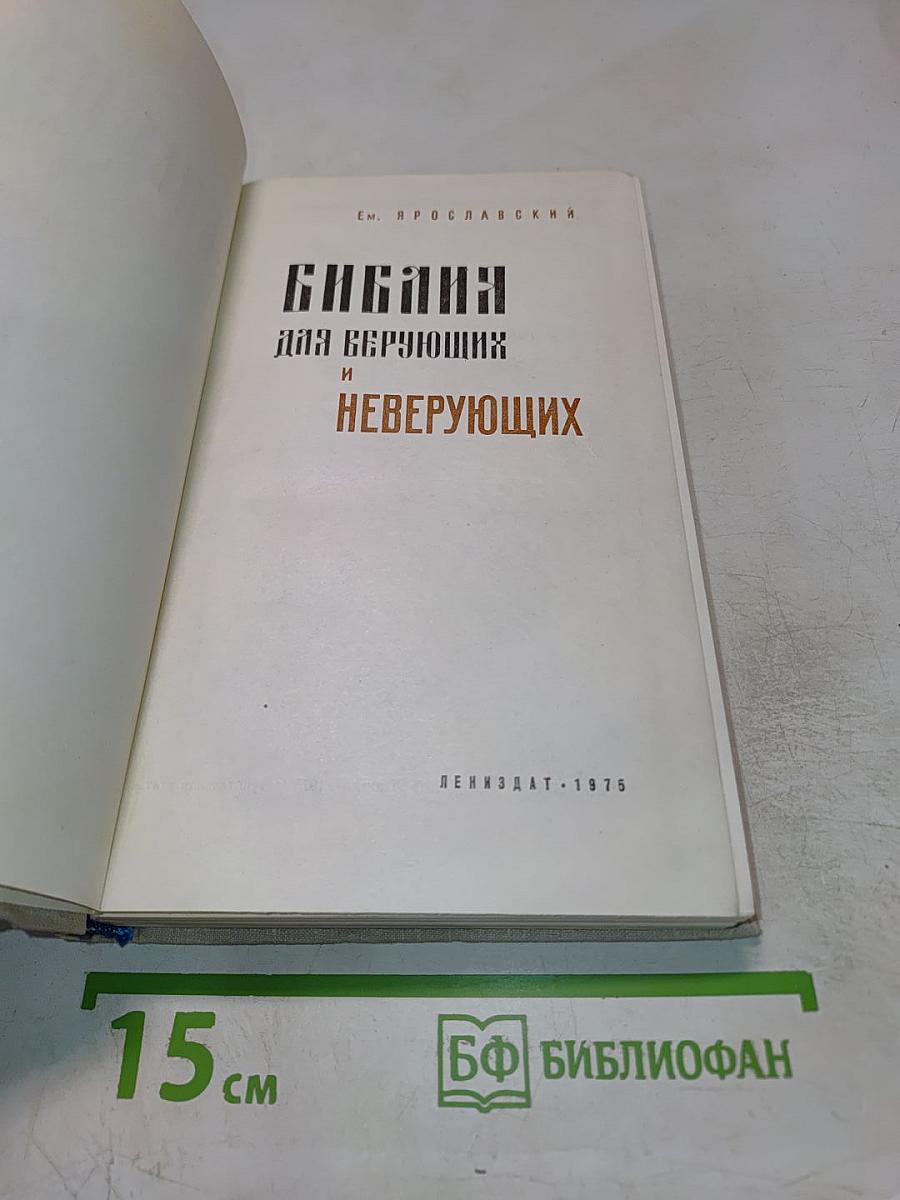 Ем. ЯРОСЛАВСКИЙ
БИБЛИЯ
ДЛЯ ВЕРУЮЩИХ
И
НЕВЕРУЮЩИХ
ЛЕНИЗДАТ • 1975
15 см
БФ БИБЛИОФАН